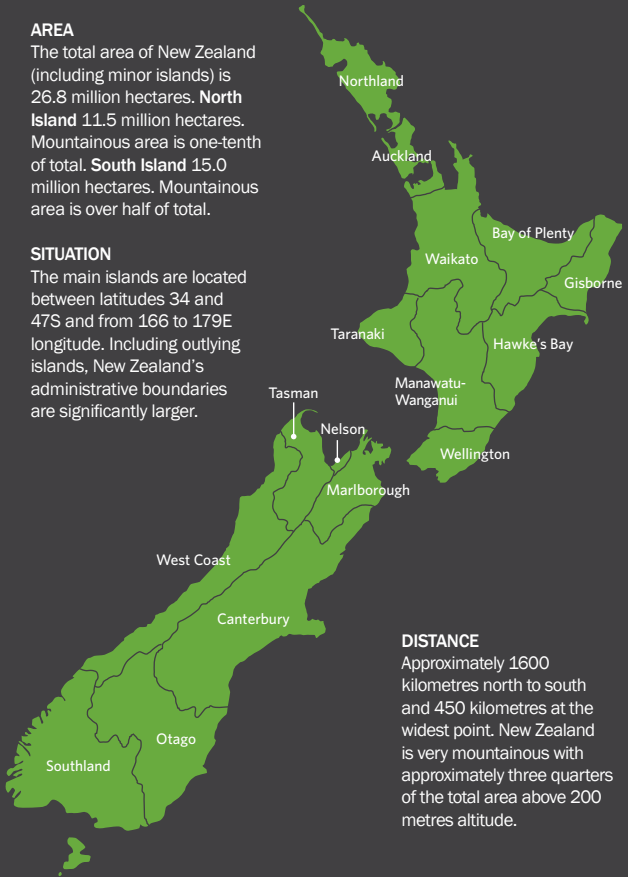 AREA
The total area of New Zealand
(including minor islands) is
26.8 million hectares. North
Island 11.5 million hectares.
Mountainous area is one-tenth
of total. South Island 15.0
million hectares. Mountainous
area is over half of total.
SITUATION
The main islands are located
between latitudes 34 and
47S and from 166 to 179E
longitude. Including outlying
islands, New Zealand's
administrative boundaries
are significantly larger.
Northland
Auckland
Bay of Plenty
Waikato
Gisborne
Taranaki
Hawke's Bay
Manawatu-
Wanganui
Wellington
Tasman
Nelson
Marlborough
West Coast
Canterbury
Otago
Southland
DISTANCE
Approximately 1600
kilometres north to south
and 450 kilometres at the
widest point. New Zealand
is very mountainous with
approximately three quarters
of the total area above 200
metres altitude.